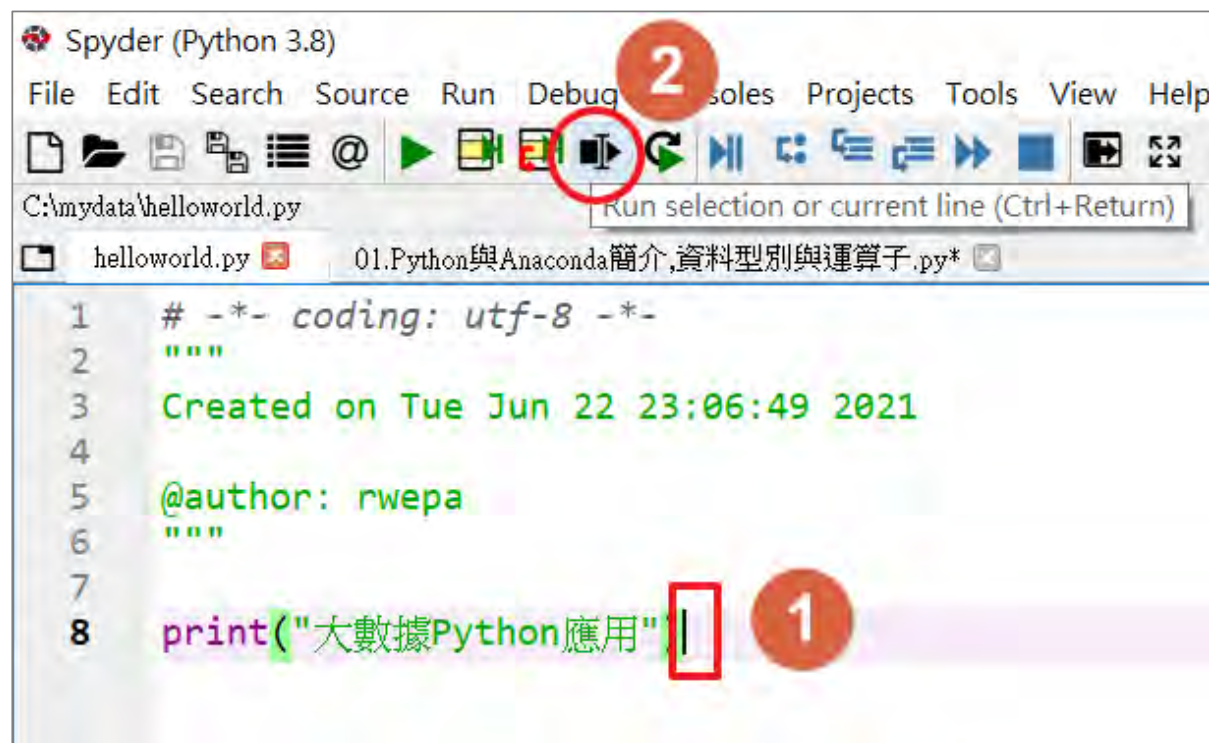 Spyder (Python 3.8)
File Edit Search Source Run Debug soles Projects Tools View Help
2
C:\mydata\helloworld.py
Run selection or current line (Ctrl+Return)
helloworld.py 01.Python與Anaconda簡介,資料型別與運算子.py*
1 # -*- coding: utf-8 -*-
2 """
3 Created on Tue Jun 22 23:06:49 2021
4
5 @author: rwepa
6 """
7
8 print("大數據Python應用")
1